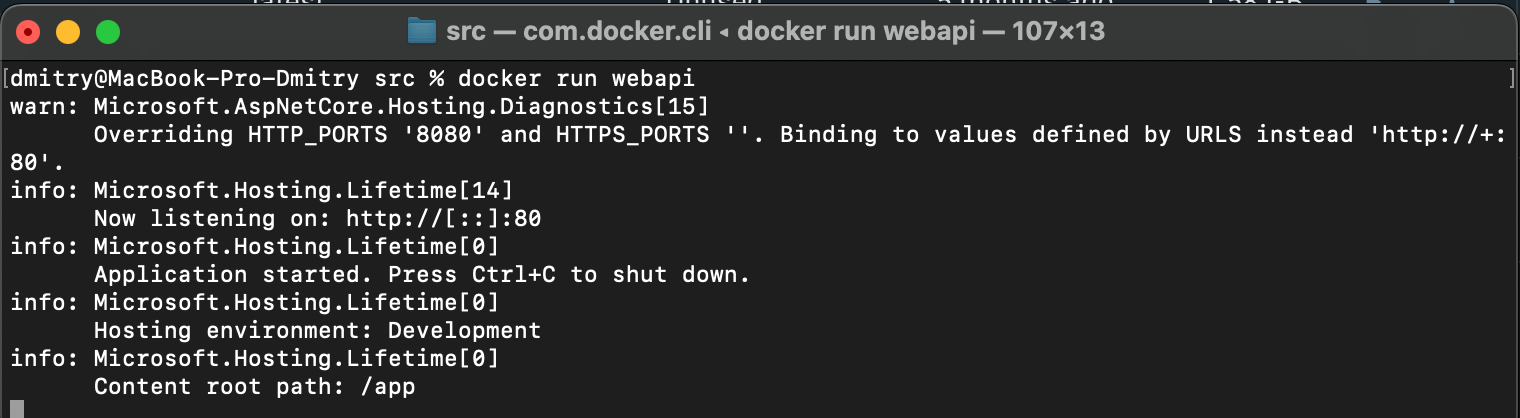 src — com.docker.cli ◂ docker run webapi — 107×13
[dmitry@MacBook-Pro-Dmitry src % docker run webapi ]
warn: Microsoft.AspNetCore.Hosting.Diagnostics[15]
      Overriding HTTP_PORTS '8080' and HTTPS_PORTS ''. Binding to values defined by URLS instead 'http://+:
80'.
info: Microsoft.Hosting.Lifetime[14]
      Now listening on: http://[::]:80
info: Microsoft.Hosting.Lifetime[0]
      Application started. Press Ctrl+C to shut down.
info: Microsoft.Hosting.Lifetime[0]
      Hosting environment: Development
info: Microsoft.Hosting.Lifetime[0]
      Content root path: /app